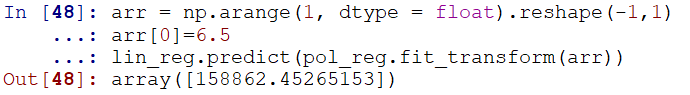 In [48]: arr = np.arange(1, dtype = float).reshape(-1,1)
...: arr[0]=6.5
...: lin_reg.predict(pol_reg.fit_transform(arr))
Out[48]: array([158862.45265153])